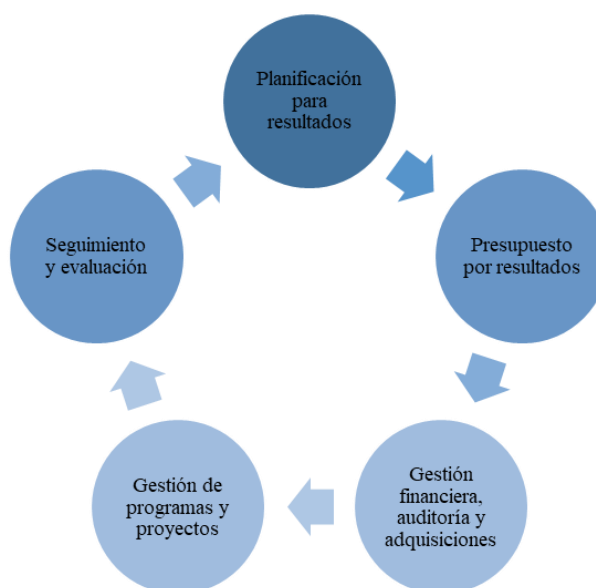 Planificación
para
resultados
Presupuesto
por resultados
Gestión
financiera,
auditoría y
adquisiciones
Gestión de
programas y
proyectos
Seguimiento
y evaluación